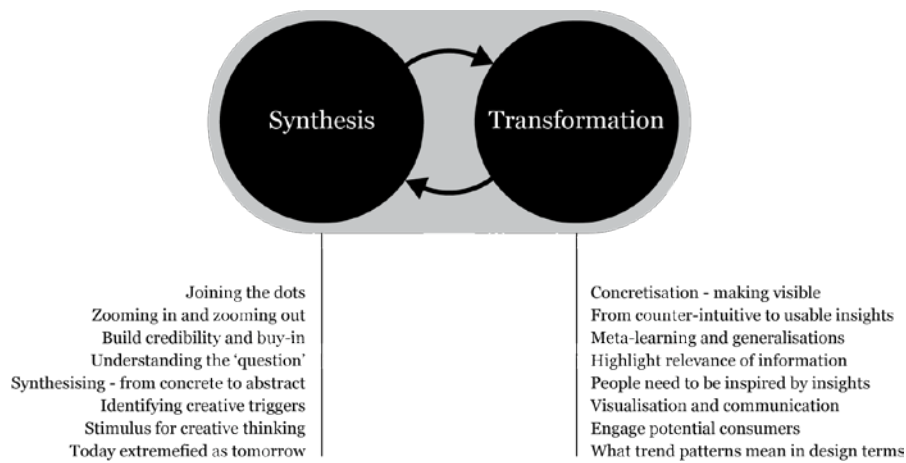 Synthesis
Transformation
Joining the dots
Zooming in and zooming out
Build credibility and buy-in
Understanding the ‘question’
Synthesising - from concrete to abstract
Identifying creative triggers
Stimulus for creative thinking
Today extremefied as tomorrow
Concretisation - making visible
From counter-intuitive to usable insights
Meta-learning and generalisations
Highlight relevance of information
People need to be inspired by insights
Visualisation and communication
Engage potential consumers
What trend patterns mean in design terms